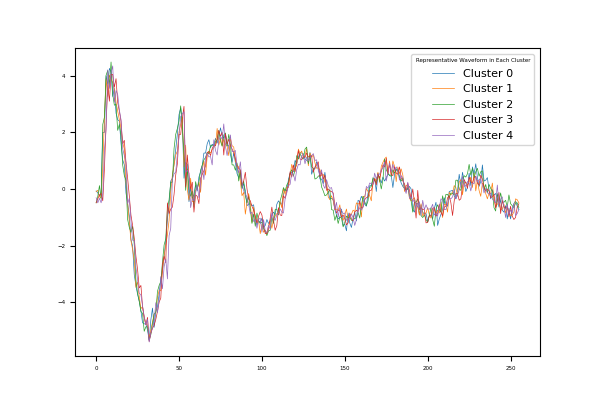 Representative Waveform in Each Cluster
Cluster 0
Cluster 1
Cluster 2
Cluster 3
Cluster 4
4
2
0
−2
−4
0 50 100 150 200 250